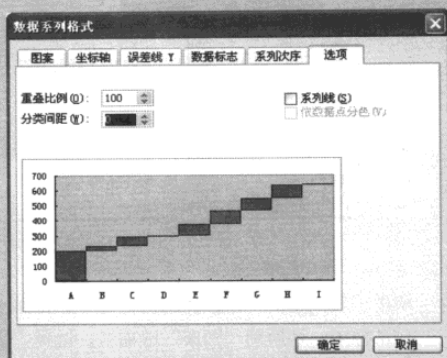 数据系列格式
图案 坐标轴 误差线 Y 数据标志 系列次序 选项
重叠比例(O): 100
系列线(S)
分类间距(W):
依数据点分色(V)
700
600
500
400
300
200
100
0
A B C D E F G H I
确定 取消